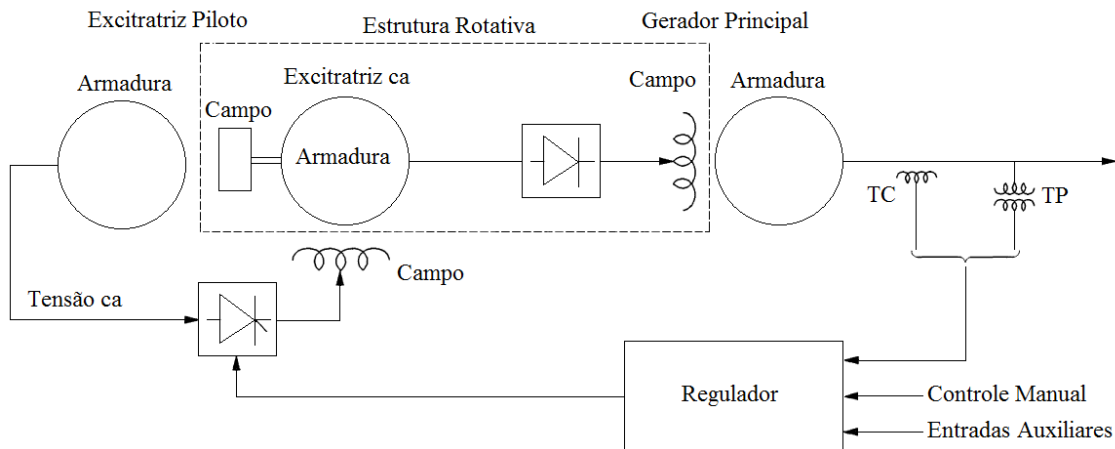 Excitratriz Piloto
Estrutura Rotativa
Gerador Principal
Armadura
Excitratriz ca
Campo
Armadura
Campo
Armadura
TC
TP
Campo
Tensão ca
Regulador
Controle Manual
Entradas Auxiliares